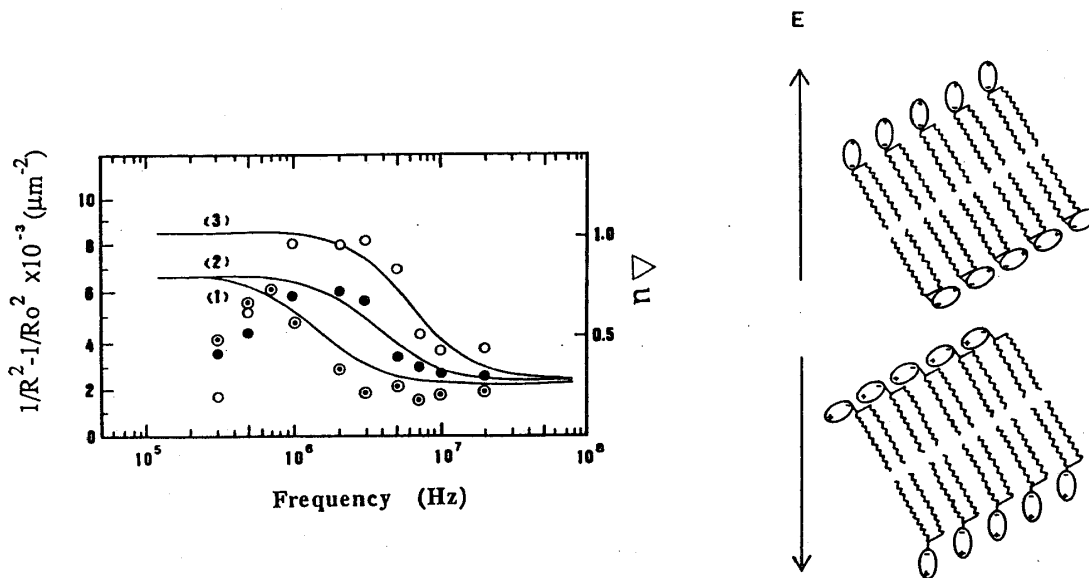 E
1/R²-1/Ro² x10⁻³ (μm⁻²)
10
8
6
4
2
0
(3)
(2)
(1)
1.0
0.5
n ▽
10⁵ 10⁶ 10⁷ 10⁸
Frequency (Hz)